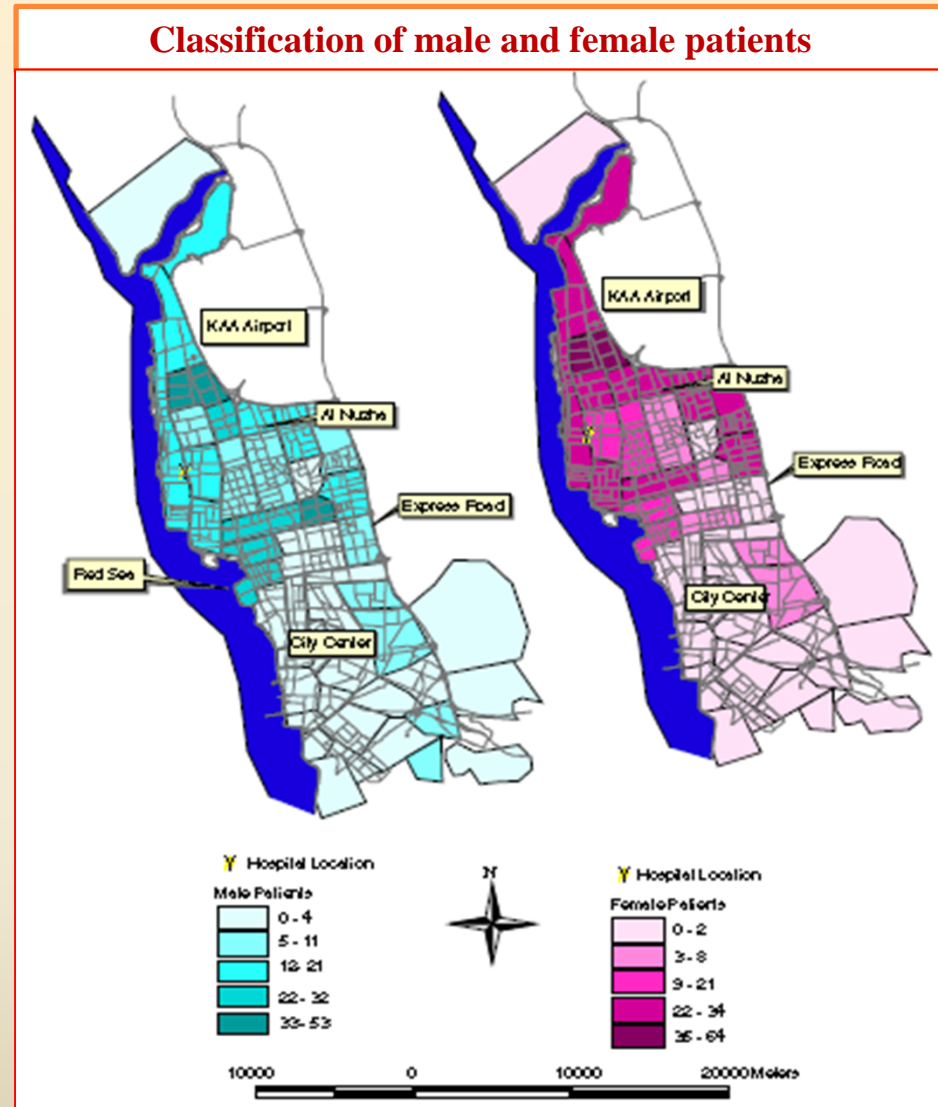 Classification of male and female patients
KAA Airport
Al Nuzha
Express Road
Red Sea
City Center
KAA Airport
Al Nuzha
Express Road
City Center
Hospital Location
Male Patients
0 - 4
5 - 11
12- 21
22 - 32
33- 53
N
Hospital Location
Female Patients
0 - 2
3 - 8
9 - 21
22 - 34
35 - 64
10000 0 10000 20000 Meters